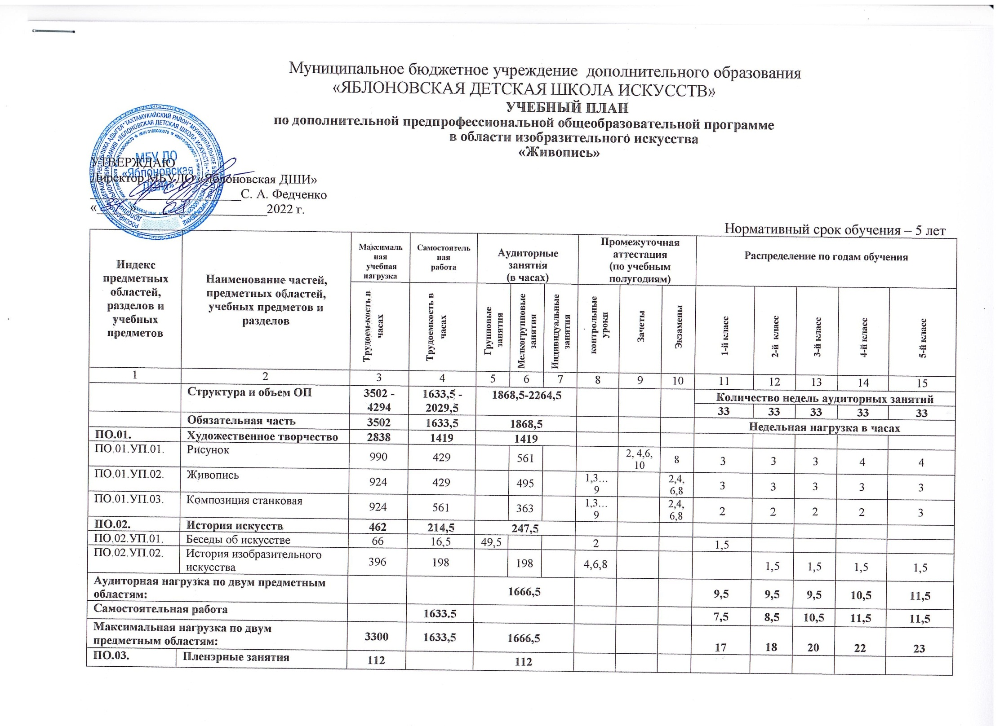 Муниципальное бюджетное учреждение дополнительного образования
«ЯБЛОНОВСКАЯ ДЕТСКАЯ ШКОЛА ИСКУССТВ»
УЧЕБНЫЙ ПЛАН
по дополнительной предпрофессиональной общеобразовательной программе
в области изобразительного искусства
«Живопись»
МБУ ДО
«Яблоновская
ДШИ»
УТВЕРЖДАЮ
Директор МБУДО «Яблоновская ДШИ»
С. А. Федченко
2022 г.
Нормативный срок обучения – 5 лет
Индекс предметных областей, разделов и учебных предметов
Наименование частей, предметных областей, учебных предметов и разделов
Максималь ная учебная нагрузка
Самостоятель ная работа
Аудиторные занятия (в часах)
Промежуточная аттестация (по учебным полугодиям)
Распределение по годам обучения
Трудоем-кость в часах
Трудоемкость в часах
Групповые занятия
Мелкогрупповые занятия
Индивидуальные занятия
контрольные уроки
Зачеты
Экзамены
1-й класс
2-й класс
3-й класс
4-й класс
5-й класс
1 2 3 4 5 6 7 8 9 10 11 12 13 14 15
Структура и объем ОП 3502 - 4294 1633,5 - 2029,5 1868,5-2264,5 Количество недель аудиторных занятий
33 33 33 33 33
Обязательная часть 3502 1633,5 1868,5 Недельная нагрузка в часах
ПО.01. Художественное творчество 2838 1419 1419
ПО.01.УП.01. Рисунок 990 429 561 2, 4,6, 10 8 3 3 3 4 4
ПО.01.УП.02. Живопись 924 429 495 1,3… 9 2,4, 6,8 3 3 3 3 3
ПО.01.УП.03. Композиция станковая 924 561 363 1,3… 9 2,4, 6,8 2 2 2 2 3
ПО.02. История искусств 462 214,5 247,5
ПО.02.УП.01. Беседы об искусстве 66 16,5 49,5 2 1,5
ПО.02.УП.02. История изобразительного искусства 396 198 198 4,6,8 1,5 1,5 1,5 1,5
Аудиторная нагрузка по двум предметным областям: 1666,5 9,5 9,5 9,5 10,5 11,5
Самостоятельная работа 1633.5 7,5 8,5 10,5 11,5 11,5
Максимальная нагрузка по двум предметным областям: 3300 1633,5 1666,5 17 18 20 22 23
ПО.03. Пленэрные занятия 112 112